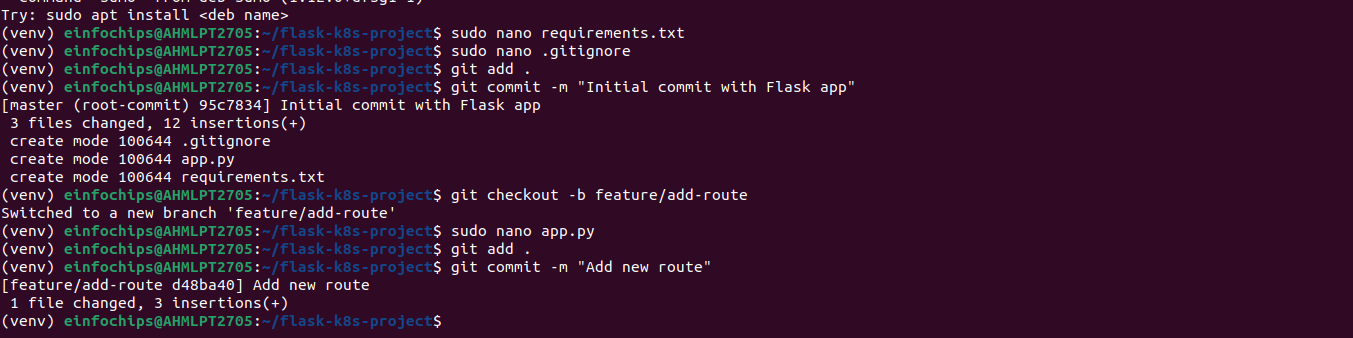 Try: sudo apt install <deb name>
(venv) einfochips@AHMLPT2705:~/flask-k8s-project$ sudo nano requirements.txt
(venv) einfochips@AHMLPT2705:~/flask-k8s-project$ sudo nano .gitignore
(venv) einfochips@AHMLPT2705:~/flask-k8s-project$ git add .
(venv) einfochips@AHMLPT2705:~/flask-k8s-project$ git commit -m "Initial commit with Flask app"
[master (root-commit) 95c7834] Initial commit with Flask app
 3 files changed, 12 insertions(+)
 create mode 100644 .gitignore
 create mode 100644 app.py
 create mode 100644 requirements.txt
(venv) einfochips@AHMLPT2705:~/flask-k8s-project$ git checkout -b feature/add-route
Switched to a new branch 'feature/add-route'
(venv) einfochips@AHMLPT2705:~/flask-k8s-project$ sudo nano app.py
(venv) einfochips@AHMLPT2705:~/flask-k8s-project$ git add .
(venv) einfochips@AHMLPT2705:~/flask-k8s-project$ git commit -m "Add new route"
[feature/add-route d48ba40] Add new route
 1 file changed, 3 insertions(+)
(venv) einfochips@AHMLPT2705:~/flask-k8s-project$